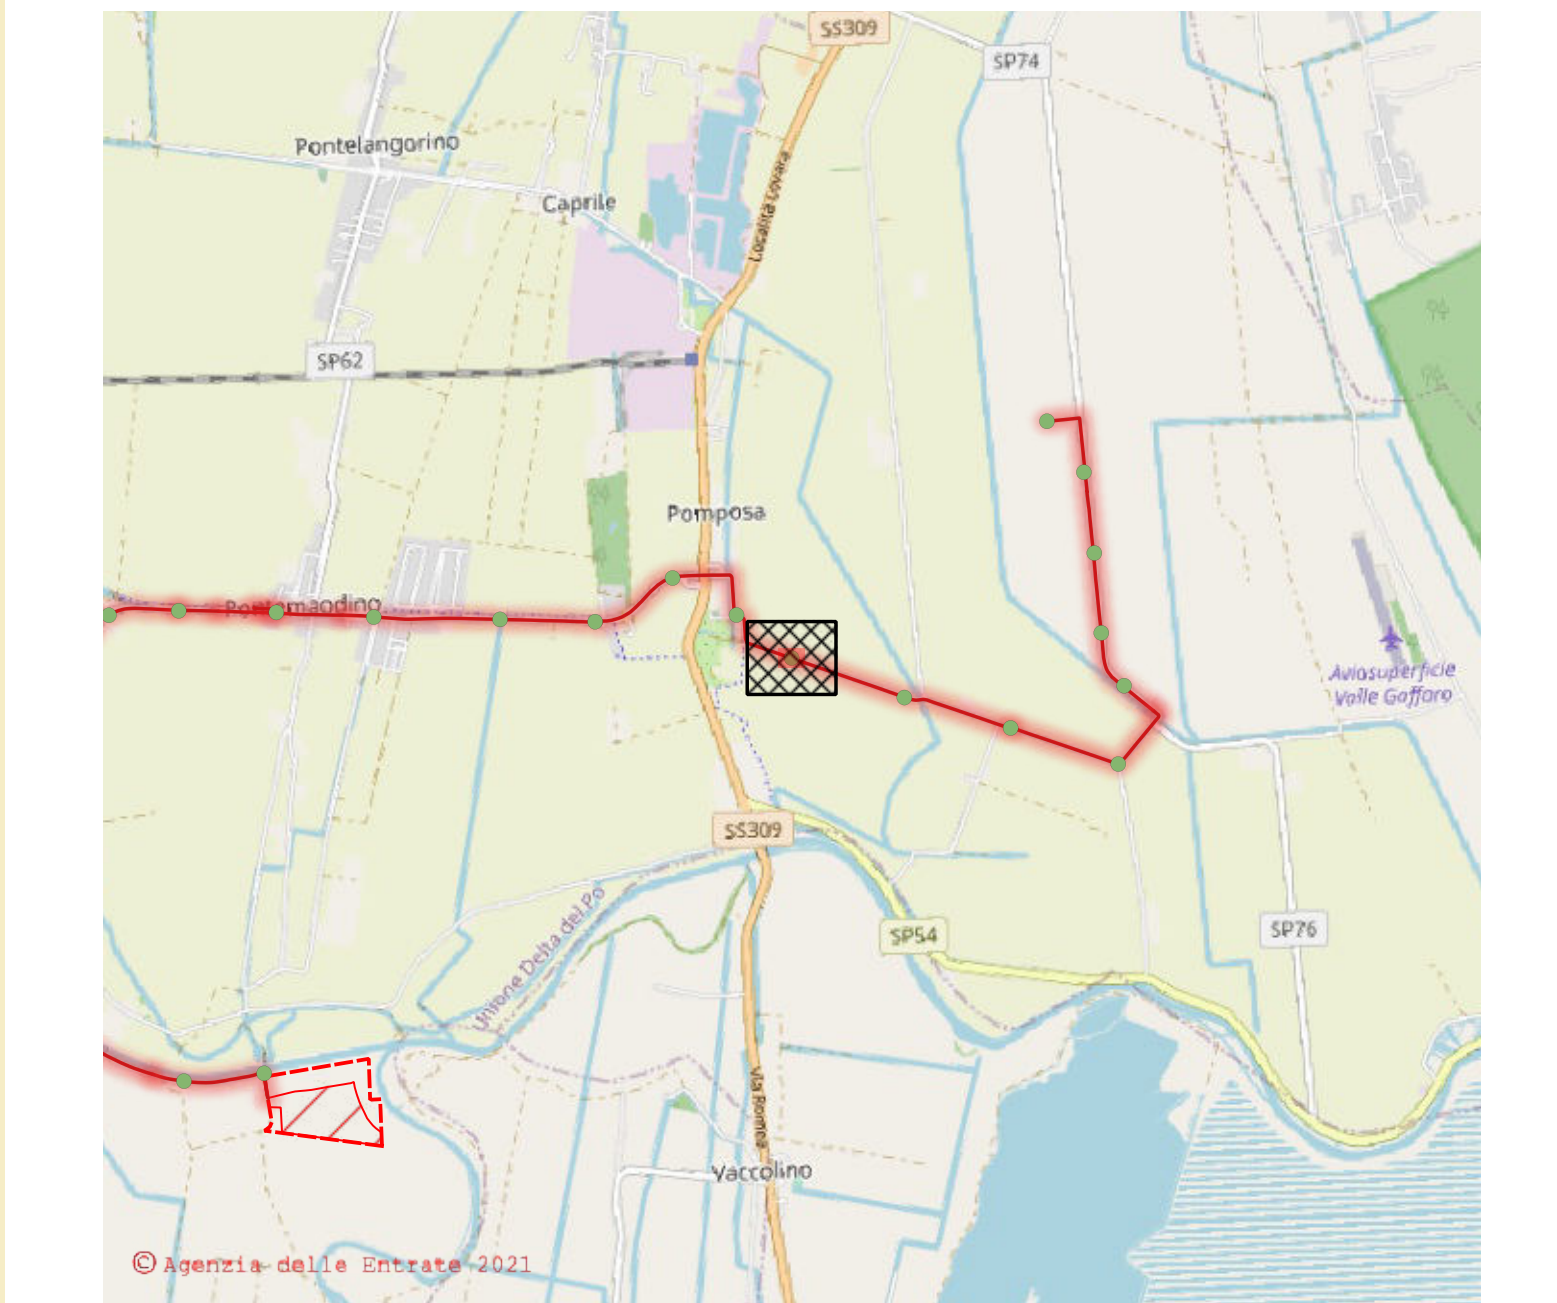 SS309
SP74
Pontelangorino
Caprile
Località Lovara
SP62
Pomposa
Pontemaodino
Aviosuperficie
Valle Gaffaro
SS309
Unione Delta del Po
SP54
SP76
Via Romea
Vaccolino
© Agenzia delle Entrate 2021